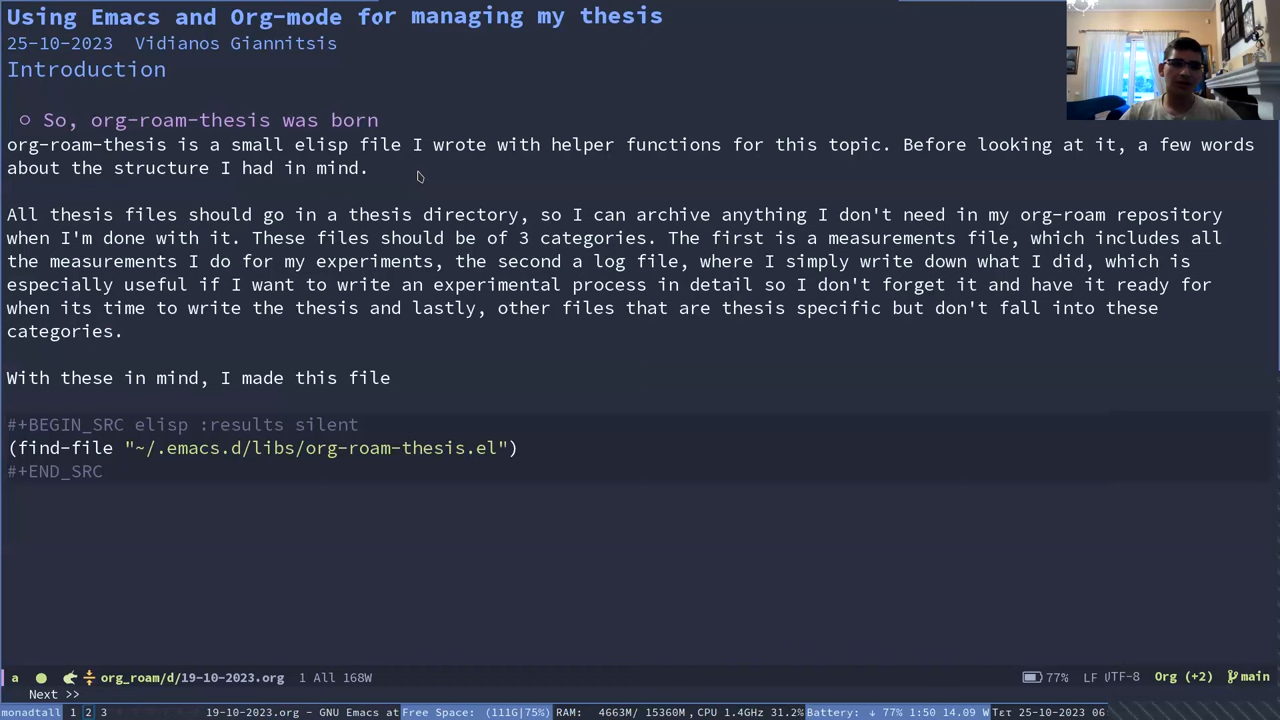 Using Emacs and Org-mode for managing my thesis
25-10-2023  Vidianos Giannitsis
Introduction
So, org-roam-thesis was born
org-roam-thesis is a small elisp file I wrote with helper functions for this topic. Before looking at it, a few words
about the structure I had in mind.
All thesis files should go in a thesis directory, so I can archive anything I don't need in my org-roam repository
when I'm done with it. These files should be of 3 categories. The first is a measurements file, which includes all
the measurements I do for my experiments, the second a log file, where I simply write down what I did, which is
especially useful if I want to write an experimental process in detail so I don't forget it and have it ready for
when its time to write the thesis and lastly, other files that are thesis specific but don't fall into these
categories.
With these in mind, I made this file
#+BEGIN_SRC elisp :results silent
(find-file "~/.emacs.d/libs/org-roam-thesis.el")
#+END_SRC
a org_roam/d/19-10-2023.org  1 All 168W 77% LF UTF-8 Org (+2) main
Next >>
monadtall 1 2 3 19-10-2023.org - GNU Emacs at Free Space: (111G|75%) RAM:  4663M/ 15360M, CPU 1.4GHz 31.2% Battery: ↓ 77% 1:50 14.09 W Τετ 25-10-2023 06